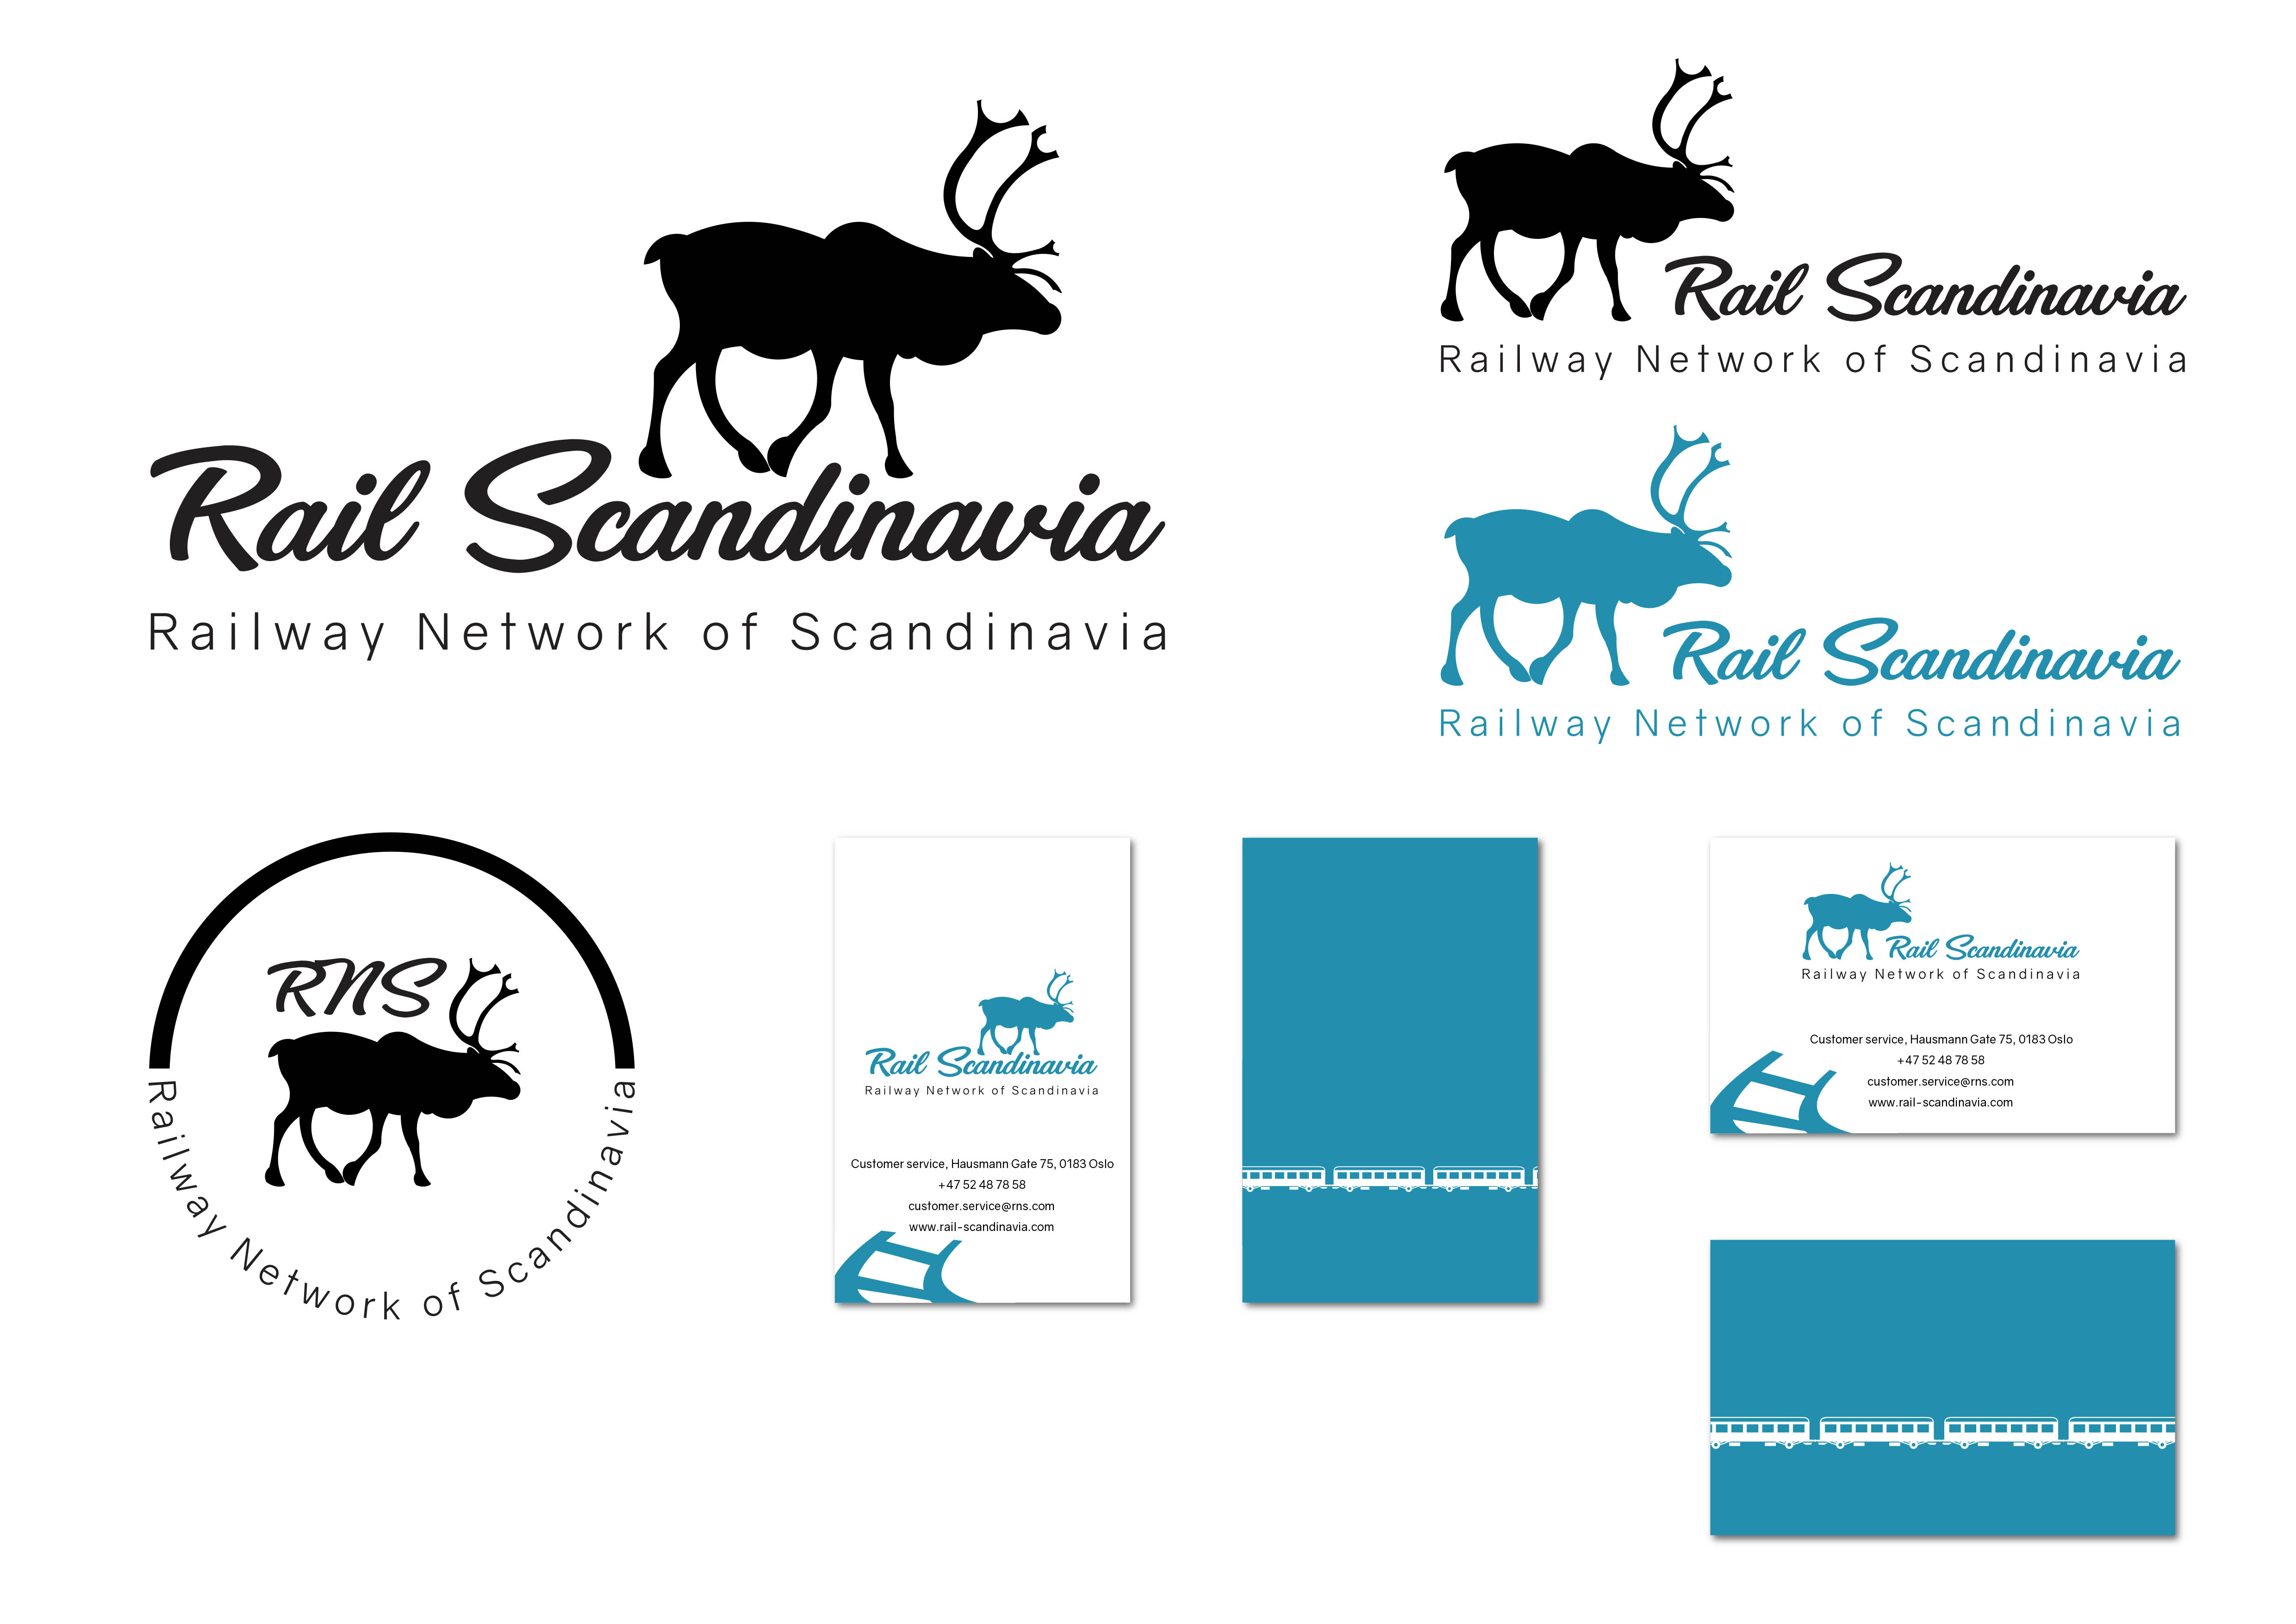 Rail Scandinavia
Railway Network of Scandinavia
Rail Scandinavia
Railway Network of Scandinavia
Rail Scandinavia
Railway Network of Scandinavia
RNS
Railway Network of Scandinavia
Rail Scandinavia
Railway Network of Scandinavia
Customer service, Hausmann Gate 75, 0183 Oslo
+47 52 48 78 58
customer.service@rns.com
www.rail-scandinavia.com
Rail Scandinavia
Railway Network of Scandinavia
Customer service, Hausmann Gate 75, 0183 Oslo
+47 52 48 78 58
customer.service@rns.com
www.rail-scandinavia.com